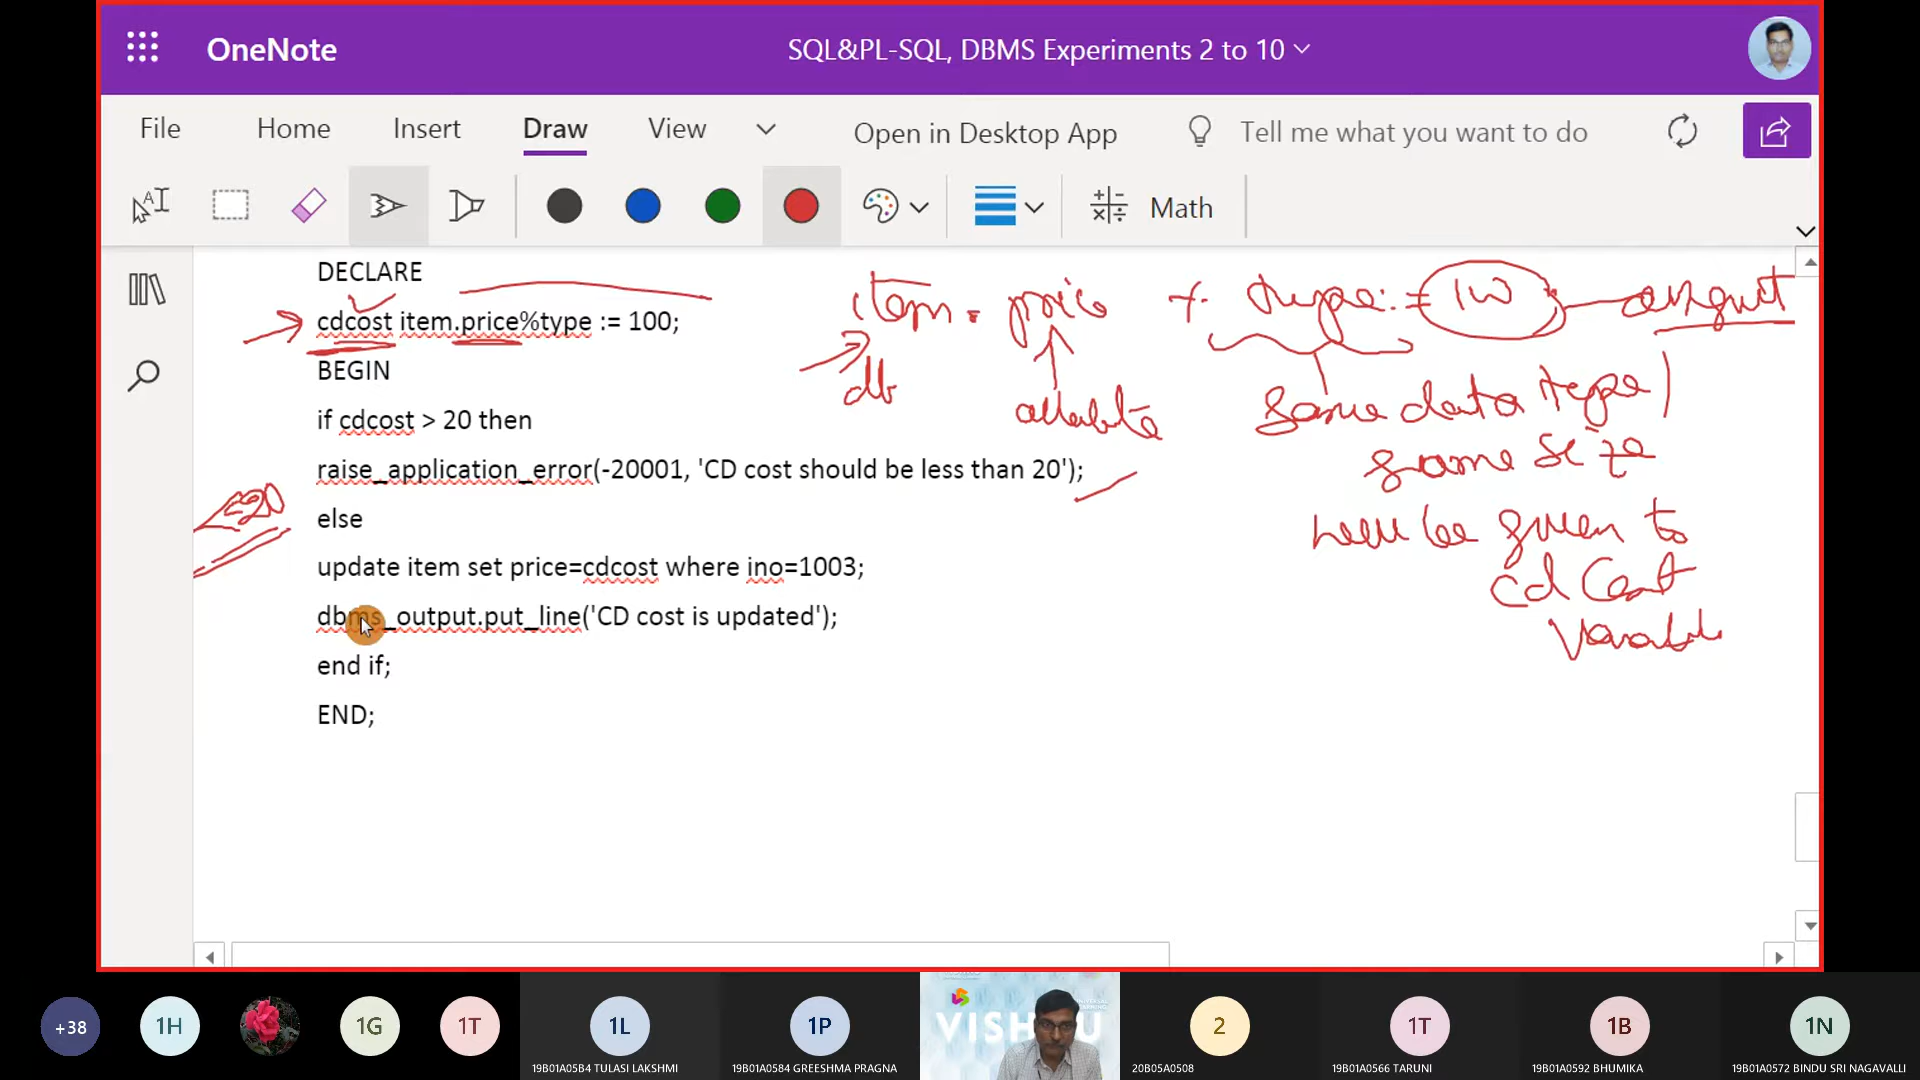 OneNote
SQL&PL-SQL, DBMS Experiments 2 to 10
File Home Insert Draw View Open in Desktop App Tell me what you want to do
Math
DECLARE
cdcost item.price%type := 100;
BEGIN
if cdcost > 20 then
raise_application_error(-20001, 'CD cost should be less than 20');
else
update item set price=cdcost where ino=1003;
dbms_output.put_line('CD cost is updated');
end if;
END;
item . price % type :=
db
same data type
same size
be given to
cd Cost
<20
+38
1H
1G
1T
1L
19B01A05B4 TULASI LAKSHMI
1P
19B01A0584 GREESHMA PRAGNA
VISH U
2
20B05A0508
1T
19B01A0566 TARUNI
1B
19B01A0592 BHUMIKA
1N
19B01A0572 BINDU SRI NAGAVALLI